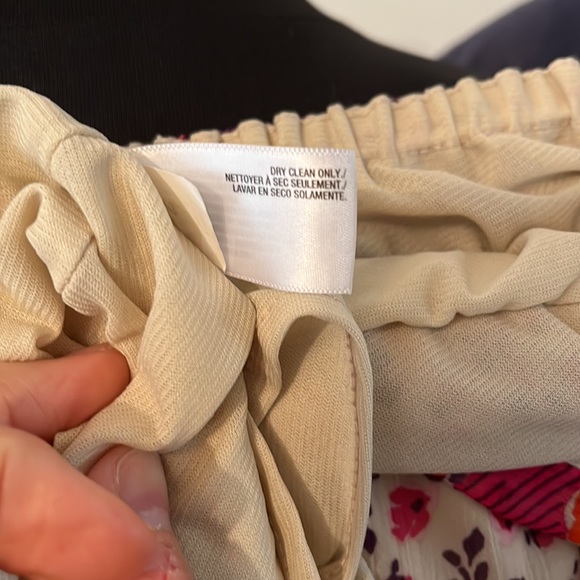 DRY CLEAN ONLY./
NETTOYER À SEC SEULEMENT./
LAVAR EN SECO SOLAMENTE.